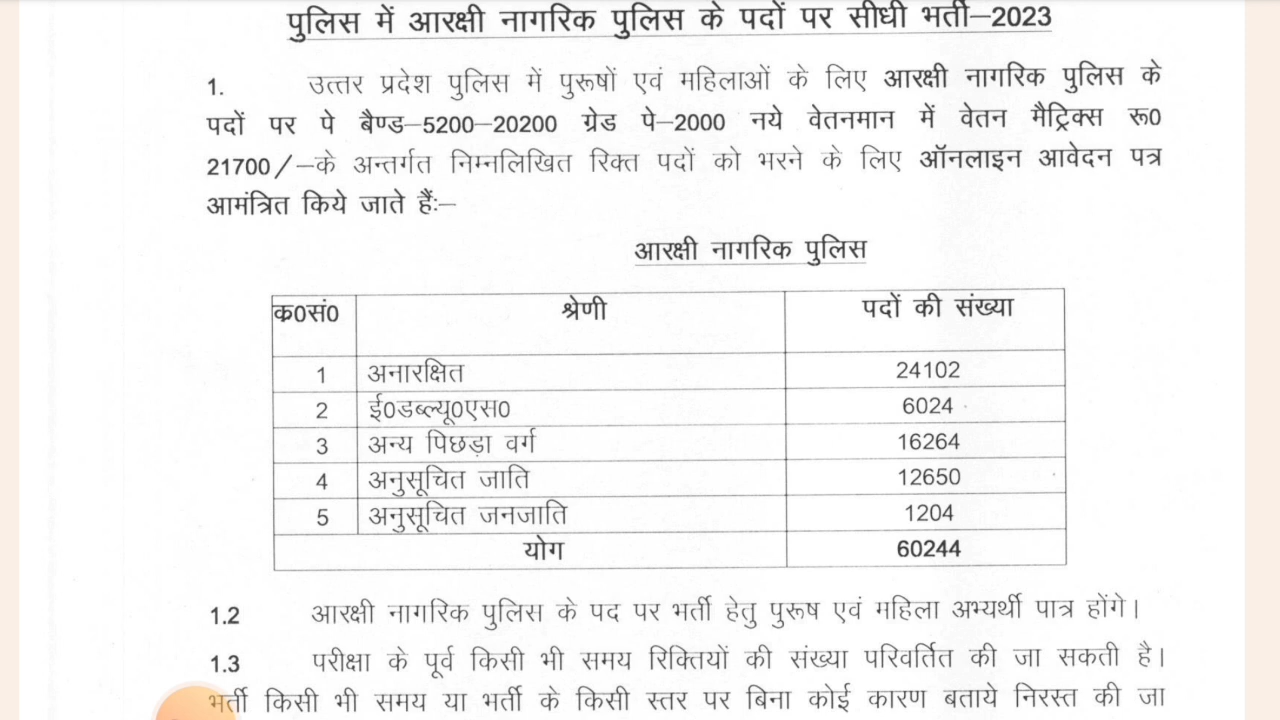 पुलिस में आरक्षी नागरिक पुलिस के पदों पर सीधी भर्ती–2023
1. उत्तर प्रदेश पुलिस में पुरूषों एवं महिलाओं के लिए आरक्षी नागरिक पुलिस के
पदों पर पे बैण्ड–5200–20200 ग्रेड पे–2000 नये वेतनमान में वेतन मैट्रिक्स रू0
21700/–के अन्तर्गत निम्नलिखित रिक्त पदों को भरने के लिए ऑनलाइन आवेदन पत्र
आमंत्रित किये जाते हैं:–
आरक्षी नागरिक पुलिस
क0सं0 श्रेणी पदों की संख्या
1 अनारक्षित 24102
2 ई0डब्ल्यू0एस0 6024
3 अन्य पिछड़ा वर्ग 16264
4 अनुसूचित जाति 12650
5 अनुसूचित जनजाति 1204
योग 60244
1.2 आरक्षी नागरिक पुलिस के पद पर भर्ती हेतु पुरूष एवं महिला अभ्यर्थी पात्र होंगे।
1.3 परीक्षा के पूर्व किसी भी समय रिक्तियों की संख्या परिवर्तित की जा सकती है।
भर्ती किसी भी समय या भर्ती के किसी स्तर पर बिना कोई कारण बताये निरस्त की जा